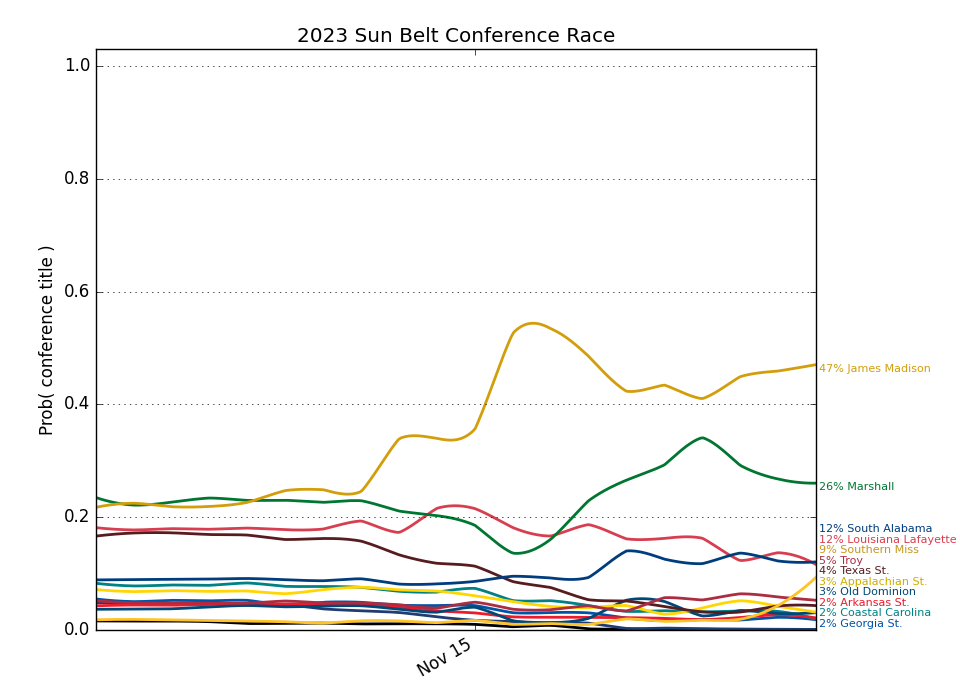 2023 Sun Belt Conference Race
Prob( conference title )
1.0
0.8
0.6
0.4
0.2
0.0
Nov 15
47% James Madison
26% Marshall
12% South Alabama
12% Louisiana Lafayette
9% Southern Miss
5% Troy
4% Texas St.
3% Appalachian St.
3% Old Dominion
2% Arkansas St.
2% Coastal Carolina
2% Georgia St.